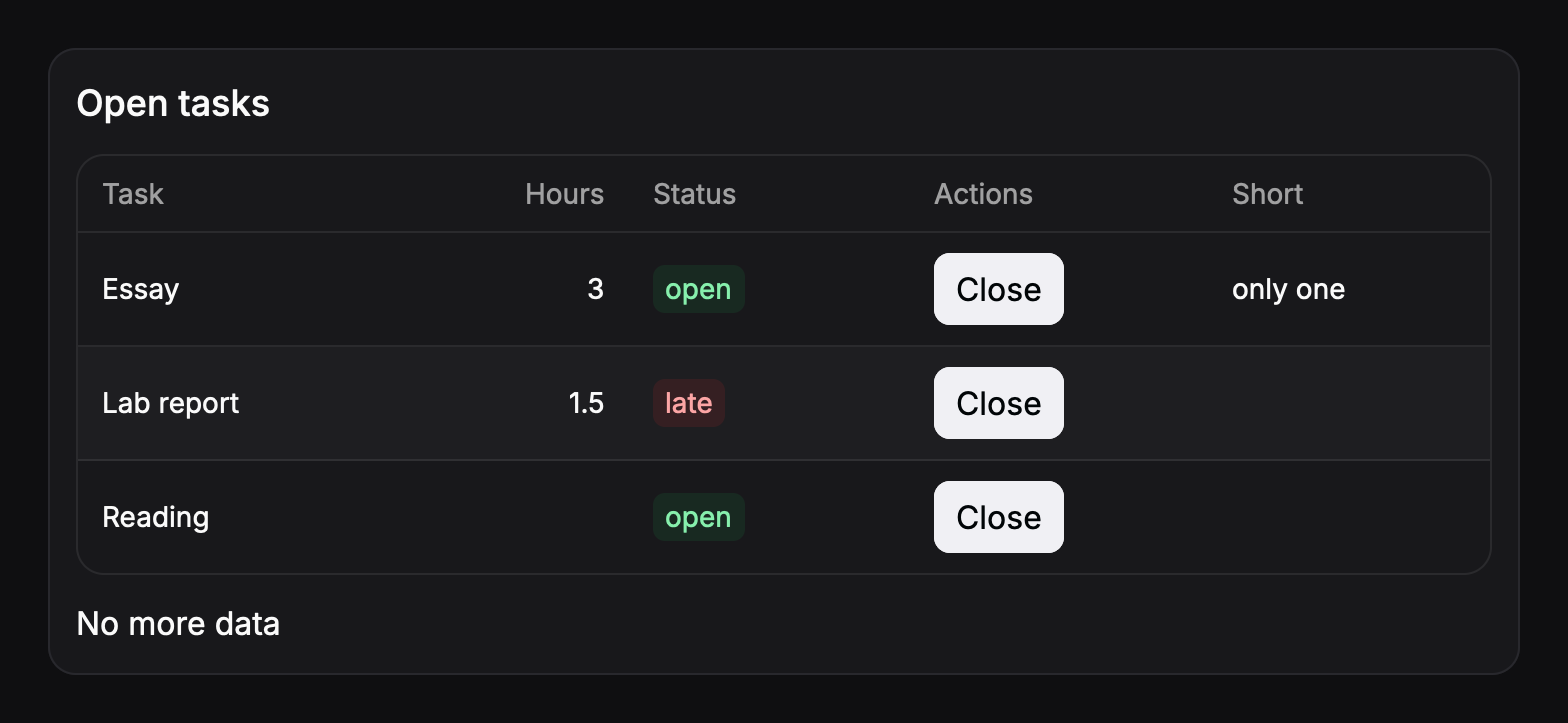 Open tasks
Task Hours Status Actions Short
Essay 3 open Close only one
Lab report 1.5 late Close
Reading open Close
No more data